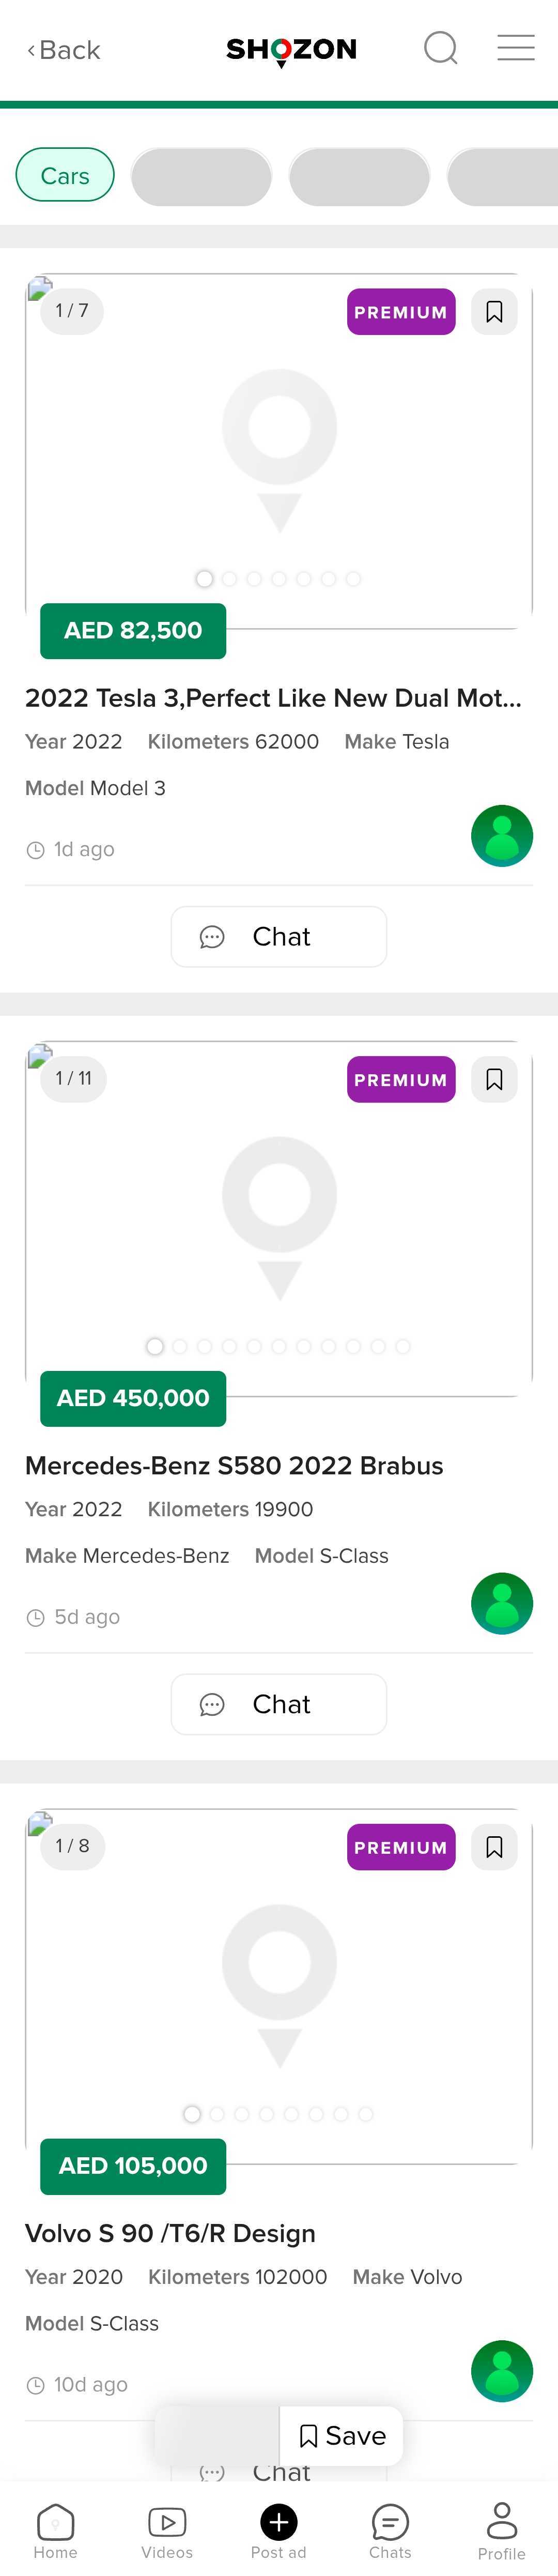 Back
SHOZON
Cars
1 / 7
PREMIUM
AED 82,500
2022 Tesla 3,Perfect Like New Dual Mot...
Year 2022 Kilometers 62000 Make Tesla
Model Model 3
1d ago
Chat
1 / 11
PREMIUM
AED 450,000
Mercedes-Benz S580 2022 Brabus
Year 2022 Kilometers 19900
Make Mercedes-Benz Model S-Class
5d ago
Chat
1 / 8
PREMIUM
AED 105,000
Volvo S 90 /T6/R Design
Year 2020 Kilometers 102000 Make Volvo
Model S-Class
10d ago
Save
Chat
Home Videos Post ad Chats Profile